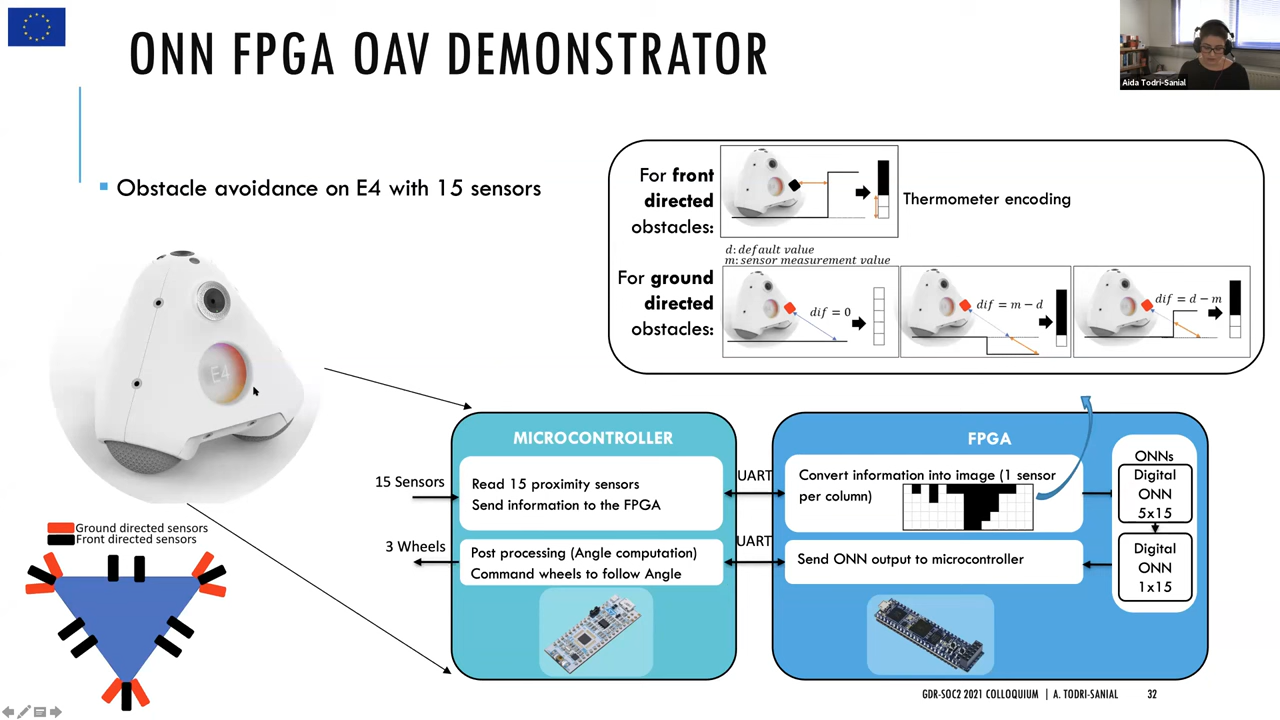 ONN FPGA OAV DEMONSTRATOR
Aida Todri-Sanial
Obstacle avoidance on E4 with 15 sensors
For front
directed
obstacles:
Thermometer encoding
d: default value
m: sensor measurement value
For ground
directed
obstacles:
dif = 0
dif = m − d
dif = d − m
E4
Ground directed sensors
Front directed sensors
15 Sensors
3 Wheels
MICROCONTROLLER
Read 15 proximity sensors
Send information to the FPGA
Post processing (Angle computation)
Command wheels to follow Angle
UART
UART
FPGA
Convert information into image (1 sensor
per column)
Send ONN output to microcontroller
ONNs
Digital
ONN
5x15
Digital
ONN
1x15
GDR-SOC2 2021 COLLOQUIUM | A. TODRI-SANIAL 32